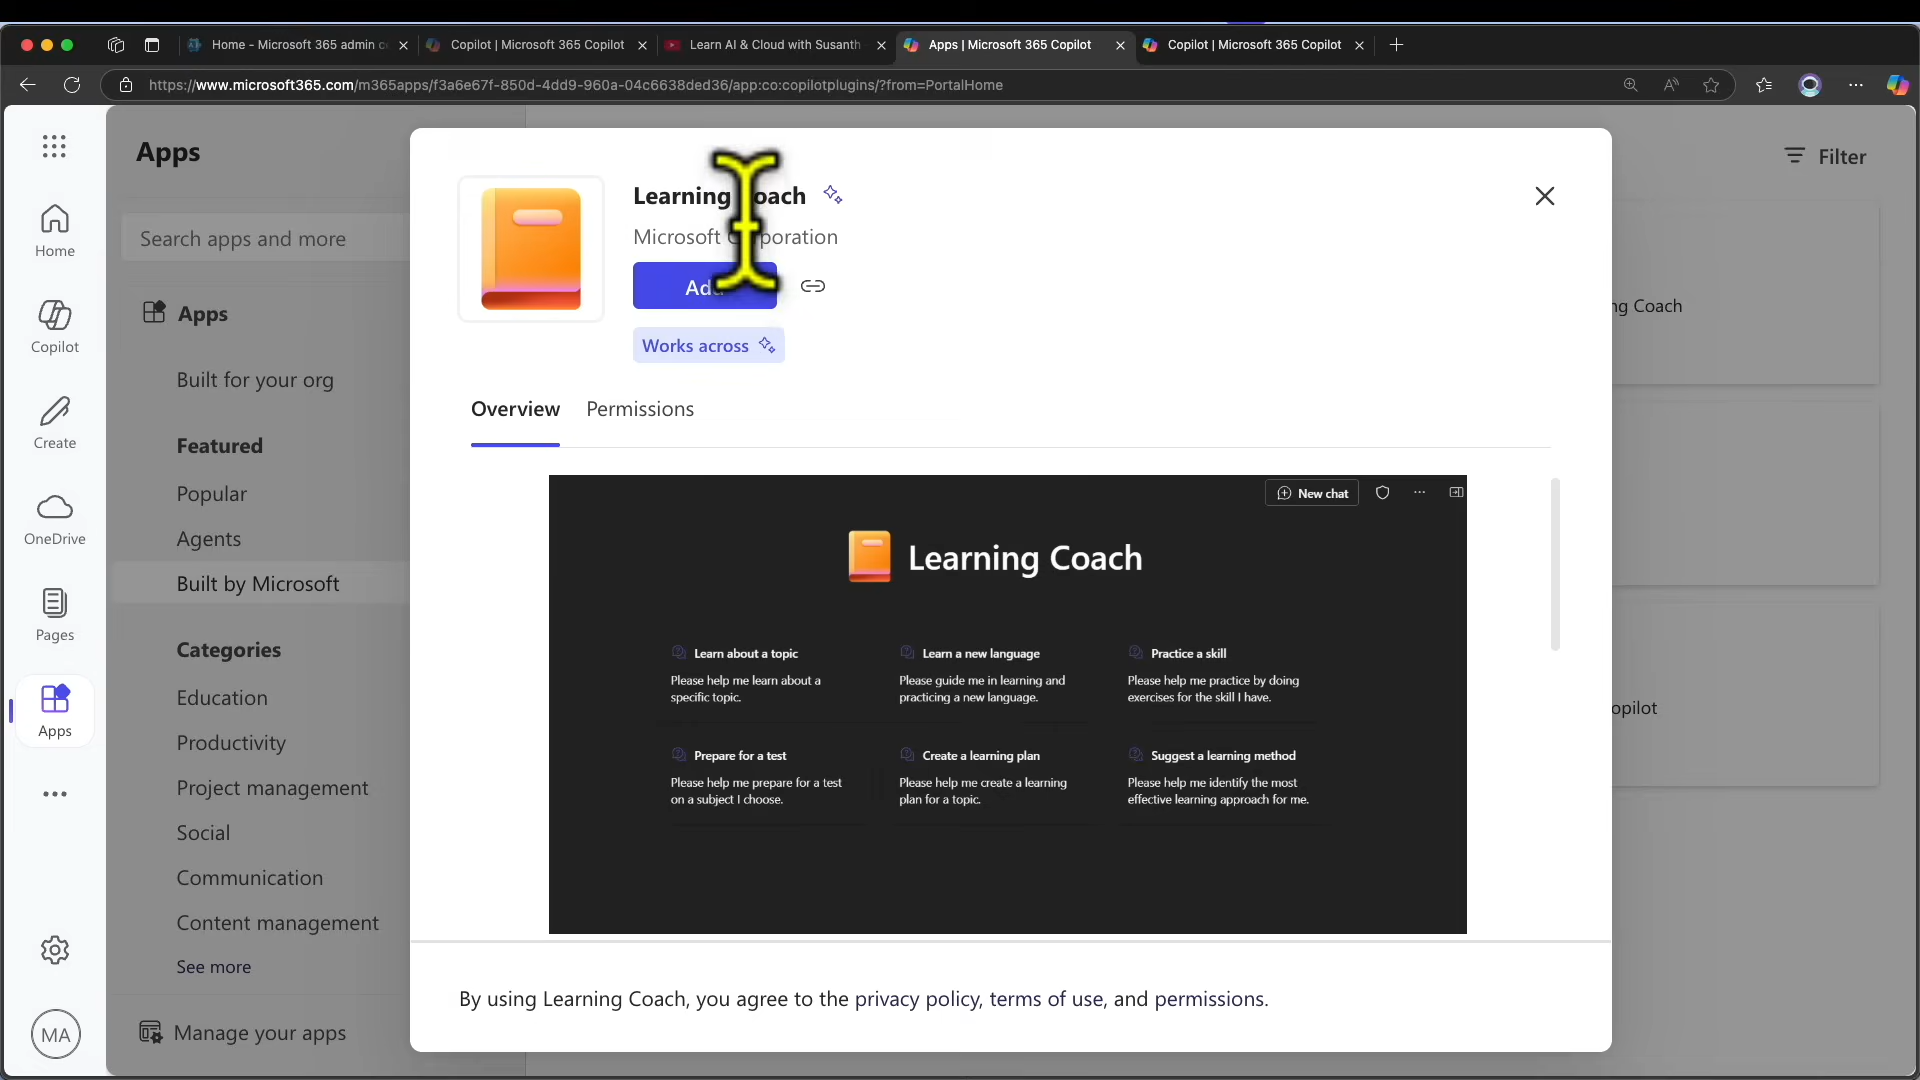 Home - Microsoft 365 admin c
Copilot | Microsoft 365 Copilot
Learn AI & Cloud with Susanth
Apps | Microsoft 365 Copilot
Copilot | Microsoft 365 Copilot
https://www.microsoft365.com/m365apps/f3a6e67f-850d-4dd9-960a-04c6638ded36/app:co:copilotplugins/?from=PortalHome
Home
Copilot
Create
OneDrive
Pages
Apps
MA
Apps
Search apps and more
Apps
Built for your org
Featured
Popular
Agents
Built by Microsoft
Categories
Education
Productivity
Project management
Social
Communication
Content management
See more
Manage your apps
Filter
ng Coach
opilot
Learning Coach
Microsoft Corporation
Add
Works across
Overview
Permissions
New chat
Learning Coach
Learn about a topic
Please help me learn about a
specific topic.
Learn a new language
Please guide me in learning and
practicing a new language.
Practice a skill
Please help me practice by doing
exercises for the skill I have.
Prepare for a test
Please help me prepare for a test
on a subject I choose.
Create a learning plan
Please help me create a learning
plan for a topic.
Suggest a learning method
Please help me identify the most
effective learning approach for me.
By using Learning Coach, you agree to the privacy policy, terms of use, and permissions.